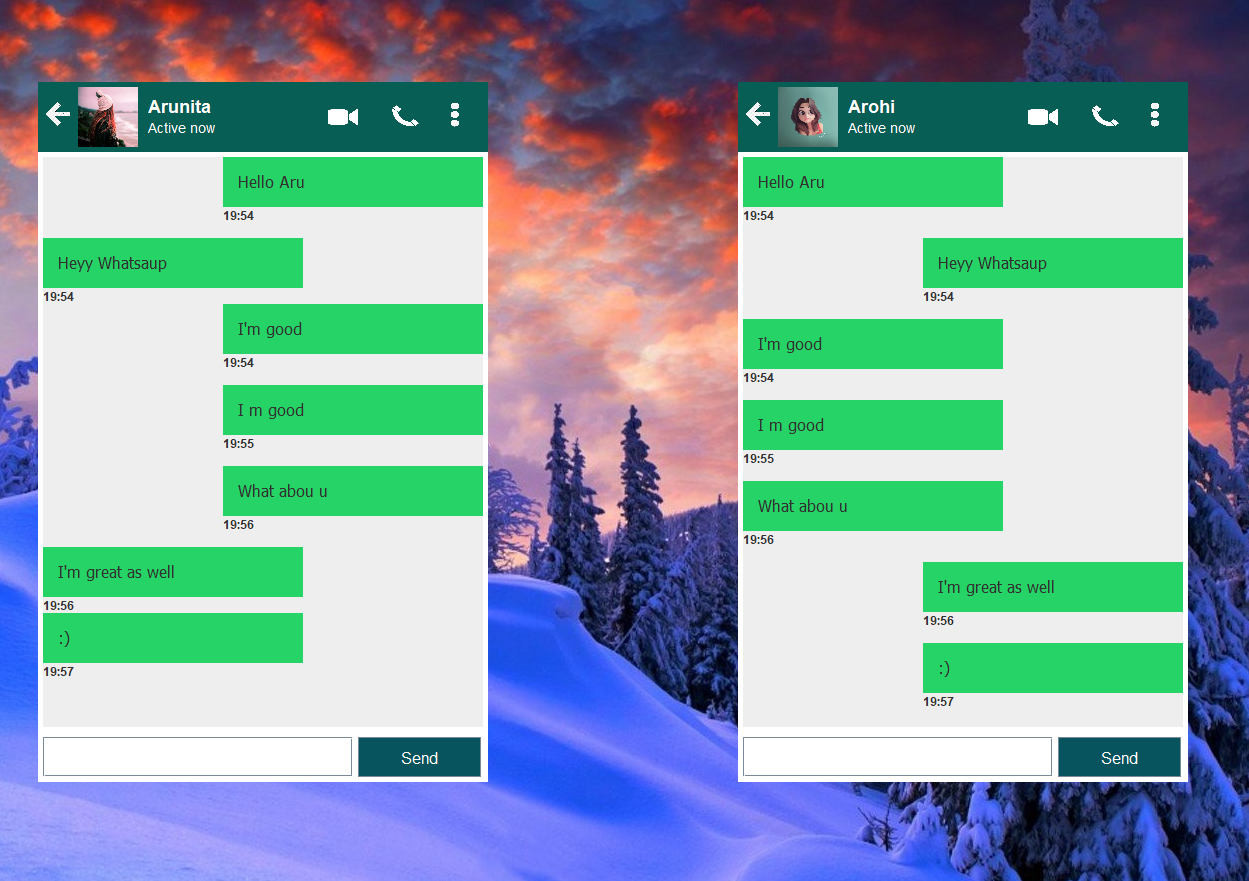 Arunita
Active now
Hello Aru
19:54
Heyy Whatsaup
19:54
I'm good
19:54
I m good
19:55
What abou u
19:56
I'm great as well
19:56
:)
19:57
Send
Arohi
Active now
Hello Aru
19:54
Heyy Whatsaup
19:54
I'm good
19:54
I m good
19:55
What abou u
19:56
I'm great as well
19:56
:)
19:57
Send